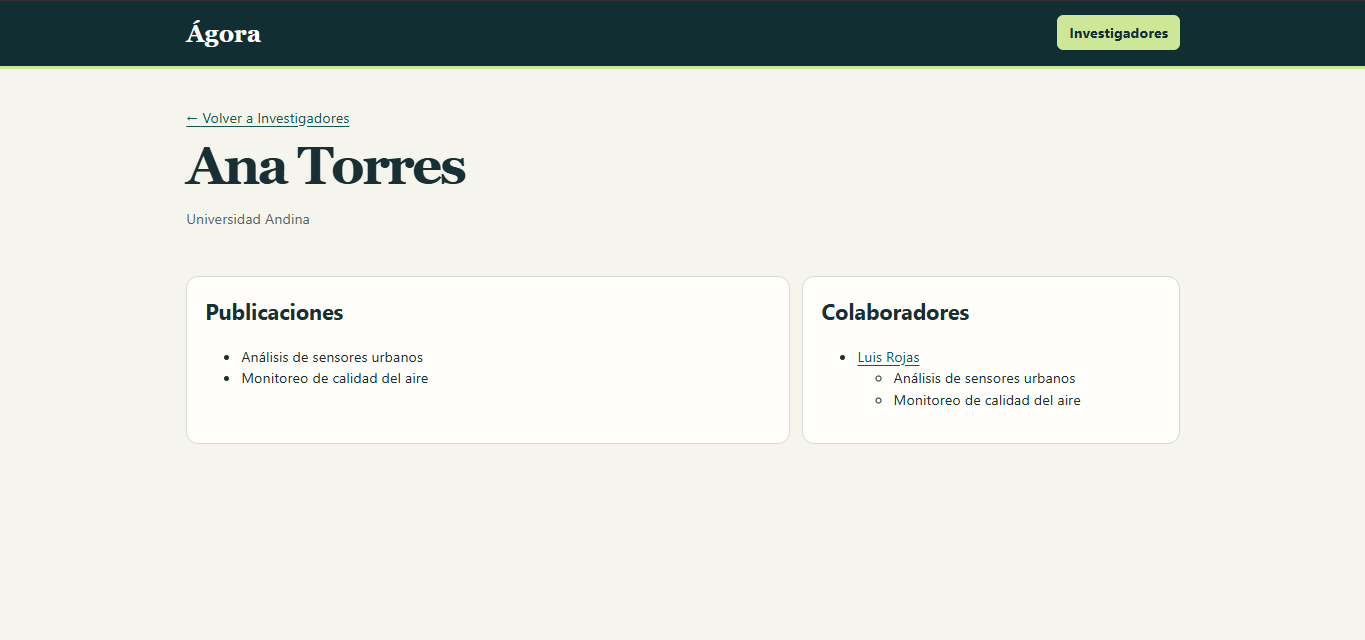 Ágora
Investigadores
← Volver a Investigadores
Ana Torres
Universidad Andina
Publicaciones
• Análisis de sensores urbanos
• Monitoreo de calidad del aire
Colaboradores
• Luis Rojas
◦ Análisis de sensores urbanos
◦ Monitoreo de calidad del aire